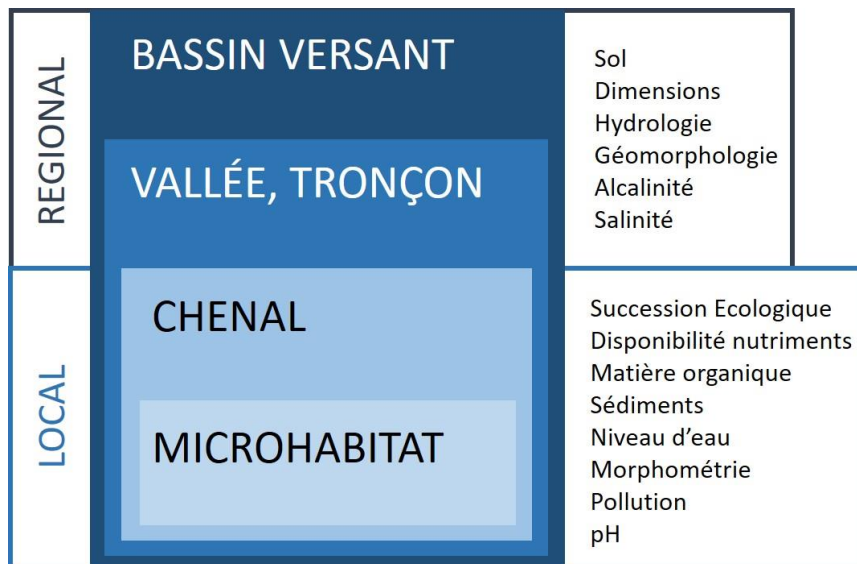 REGIONAL
BASSIN VERSANT
VALLÉE, TRONÇON
Sol
Dimensions
Hydrologie
Géomorphologie
Alcalinité
Salinité
LOCAL
CHENAL
MICROHABITAT
Succession Ecologique
Disponibilité nutriments
Matière organique
Sédiments
Niveau d’eau
Morphométrie
Pollution
pH